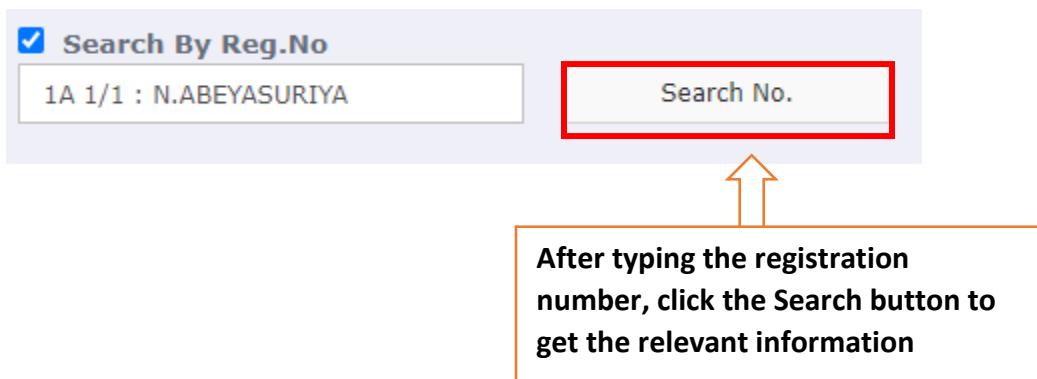 Search By Reg.No
1A 1/1 : N.ABEYASURIYA
Search No.
After typing the registration
number, click the Search button to
get the relevant information